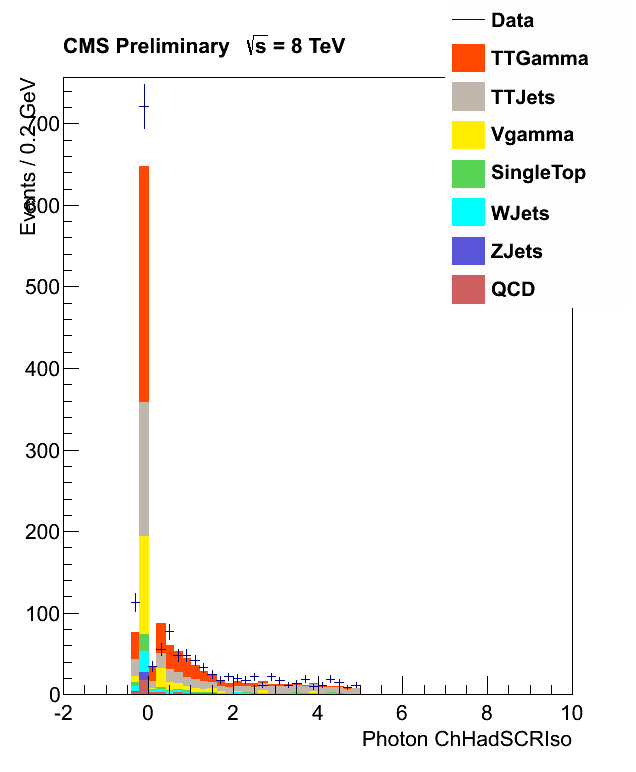 CMS Preliminary √s = 8 TeV
Data
TTGamma
TTJets
Vgamma
SingleTop
WJets
ZJets
QCD
Events / 0.2 GeV
700
600
500
400
300
200
100
0
-2 0 2 4 6 8 10
Photon ChHadSCRIso